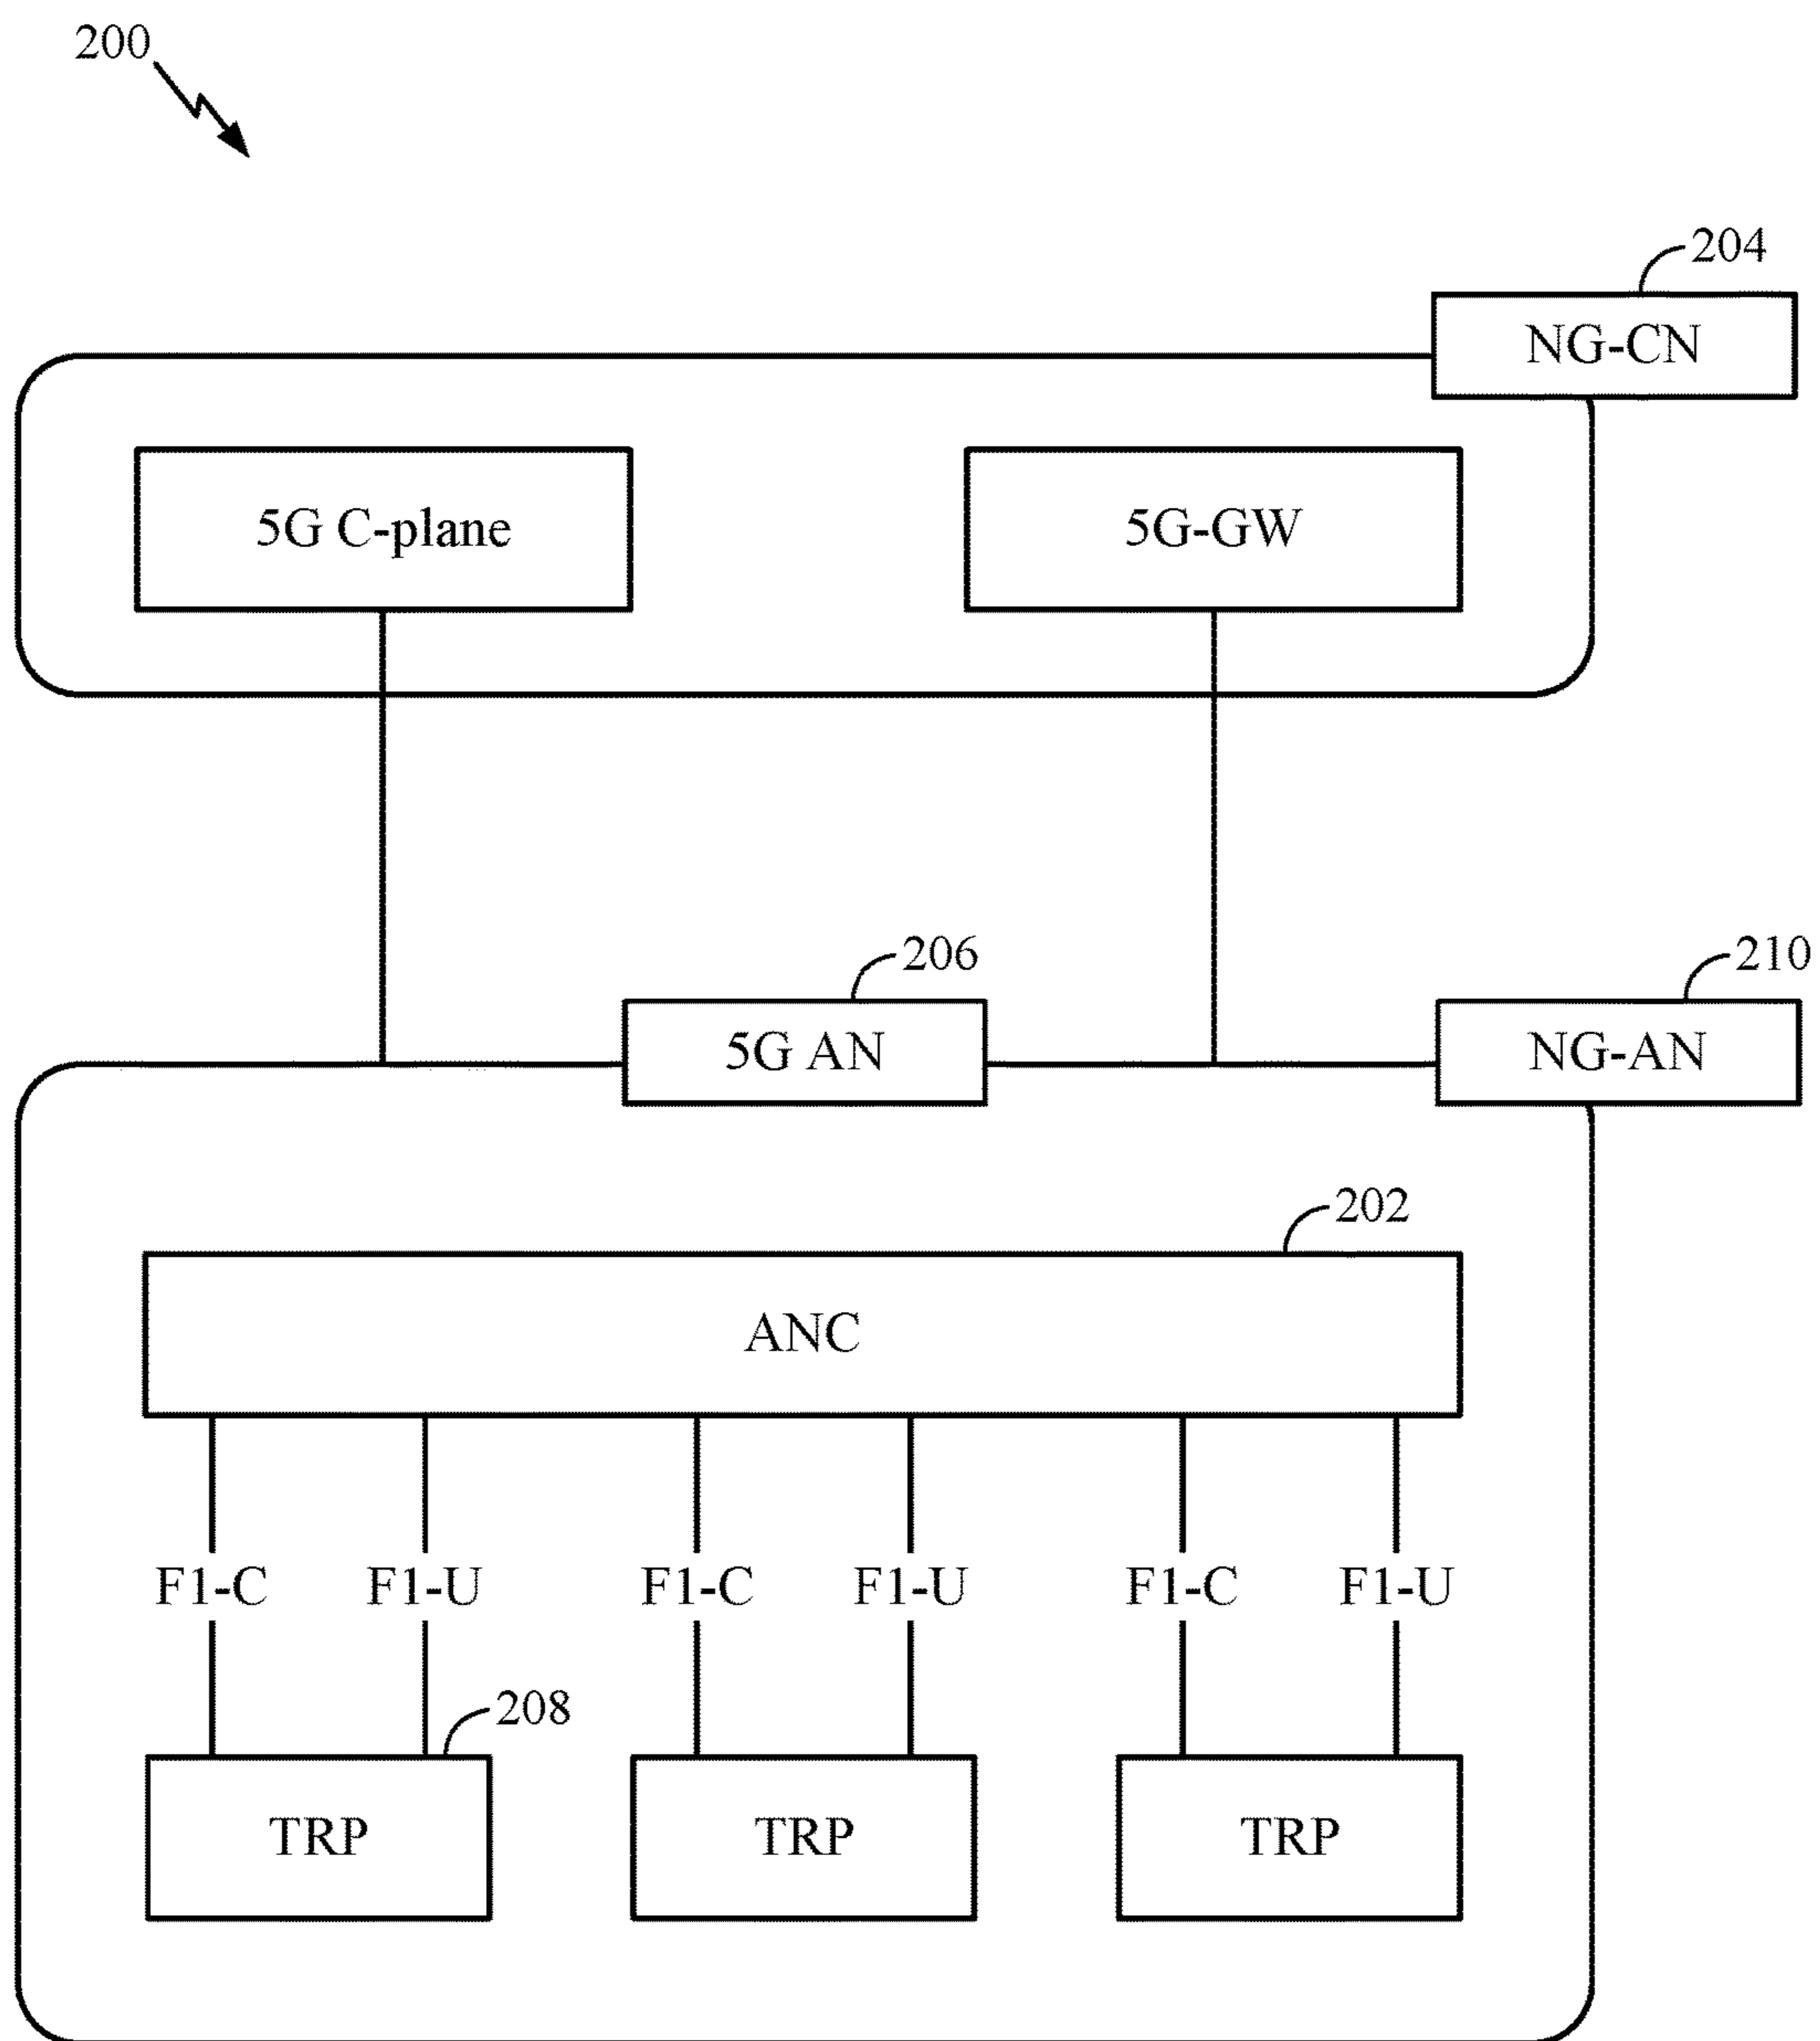 200
204
NG-CN
5G C-plane
5G-GW
206
210
5G AN
NG-AN
202
ANC
F1-C F1-U F1-C F1-U F1-C F1-U
208
TRP TRP TRP